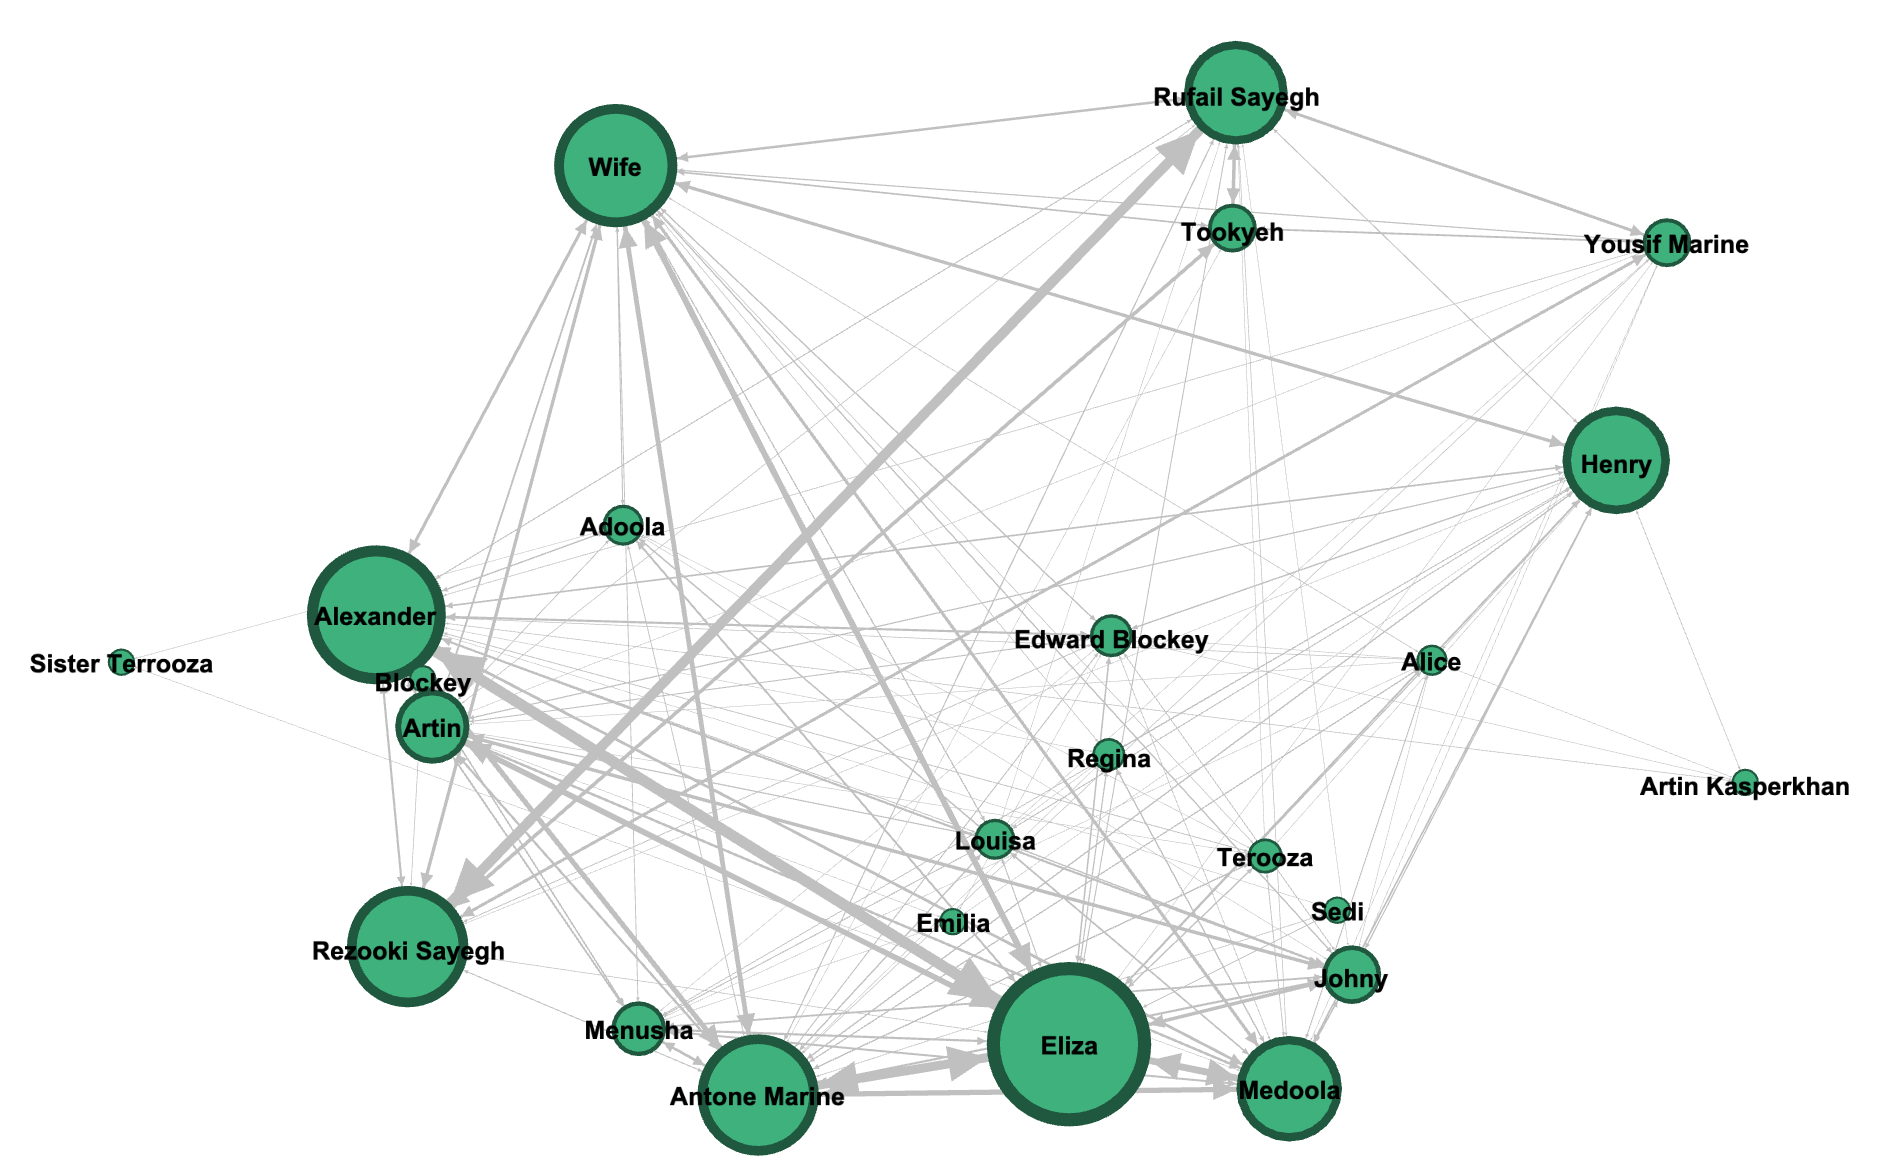 Rufail Sayegh
Wife
Tookyeh
Yousif Marine
Henry
Adoola
Alexander
Edward Blockey
Alice
Sister Terrooza
Blockey
Artin
Regina
Artin Kasperkhan
Louisa
Terooza
Sedi
Emilia
Rezooki Sayegh
Johny
Menusha
Eliza
Medoola
Antone Marine